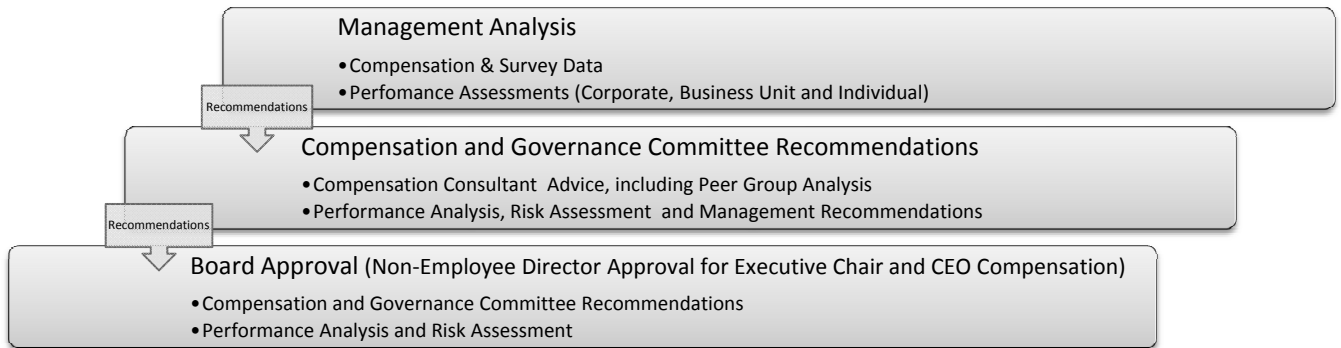 Management Analysis
•Compensation & Survey Data
•Perfomance Assessments (Corporate, Business Unit and Individual)
Recommendations
Compensation and Governance Committee Recommendations
•Compensation Consultant Advice, including Peer Group Analysis
•Performance Analysis, Risk Assessment and Management Recommendations
Recommendations
Board Approval (Non-Employee Director Approval for Executive Chair and CEO Compensation)
•Compensation and Governance Committee Recommendations
•Performance Analysis and Risk Assessment